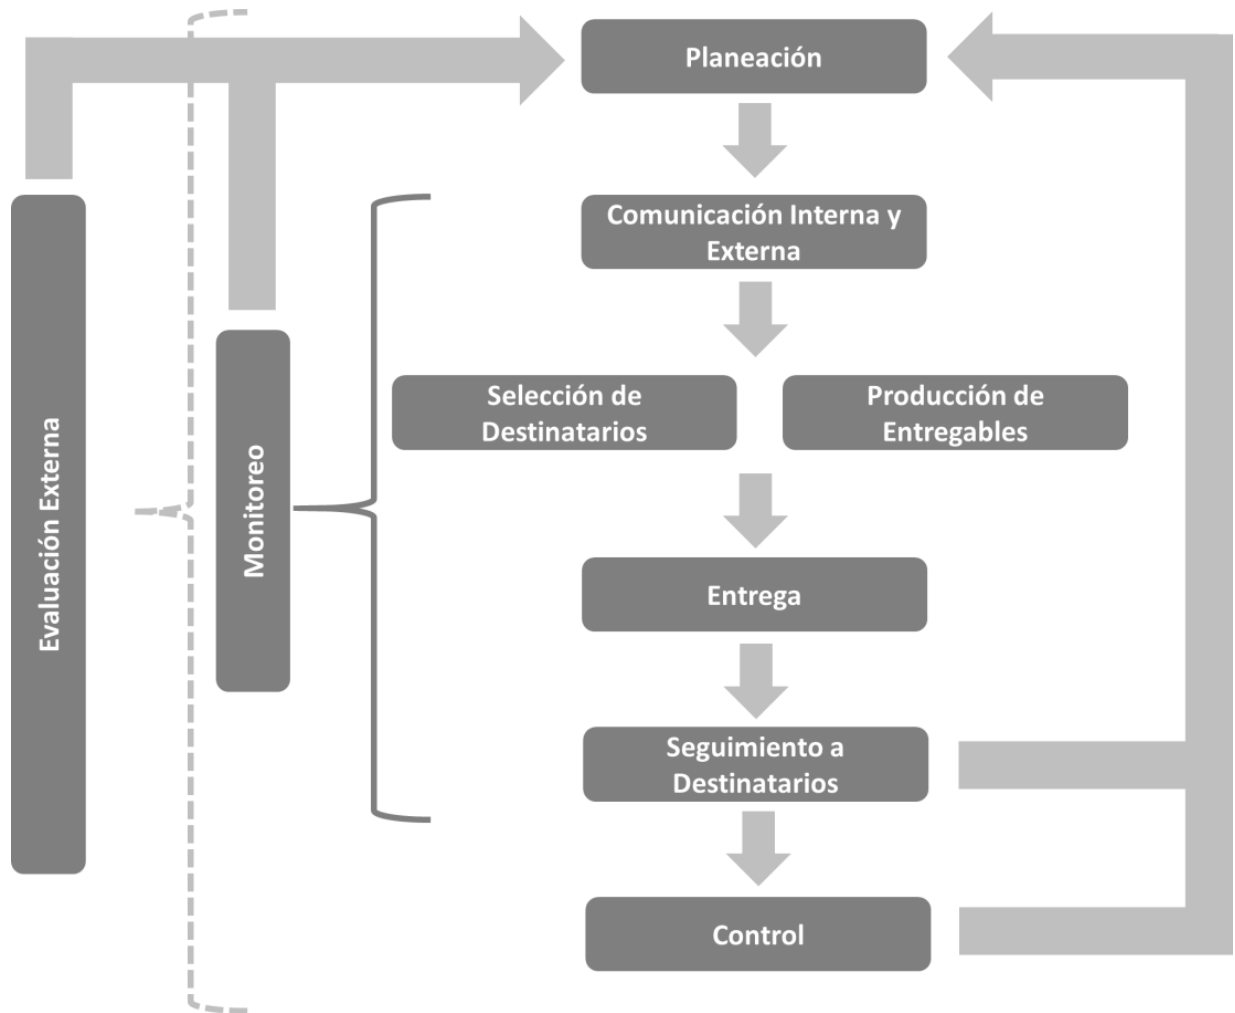 Planeación
Comunicación Interna y
Externa
Selección de
Destinatarios
Producción de
Entregables
Entrega
Seguimiento a
Destinatarios
Control
Monitoreo
Evaluación Externa